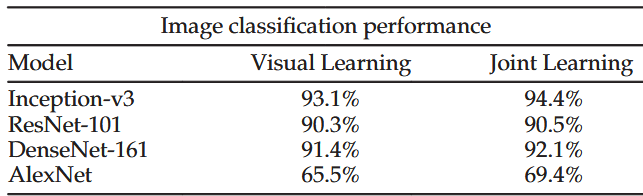 Image classification performance
Model Visual Learning Joint Learning
Inception-v3 93.1% 94.4%
ResNet-101 90.3% 90.5%
DenseNet-161 91.4% 92.1%
AlexNet 65.5% 69.4%